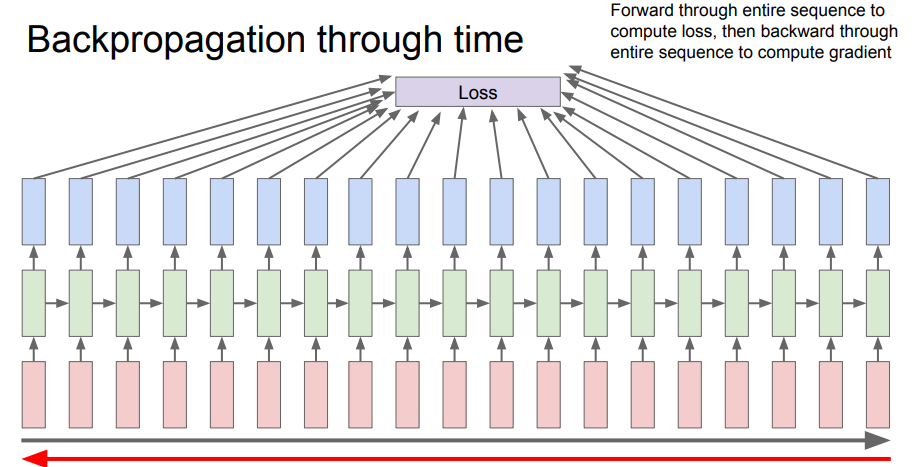 Backpropagation through time
Forward through entire sequence to
compute loss, then backward through
entire sequence to compute gradient
Loss